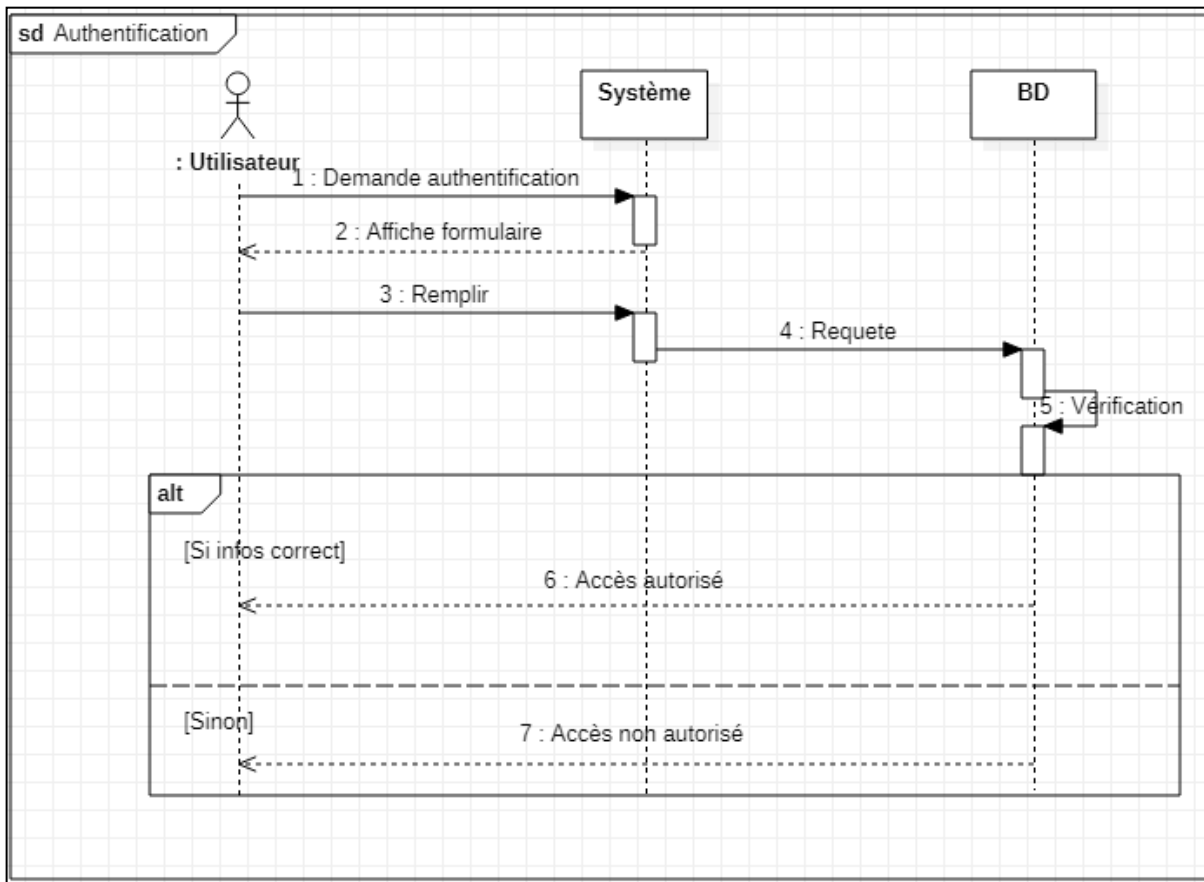 sd Authentification
Système
BD
: Utilisateur
1 : Demande authentification
2 : Affiche formulaire
3 : Remplir
4 : Requete
5 : Vérification
alt
[Si infos correct]
6 : Accès autorisé
[Sinon]
7 : Accès non autorisé